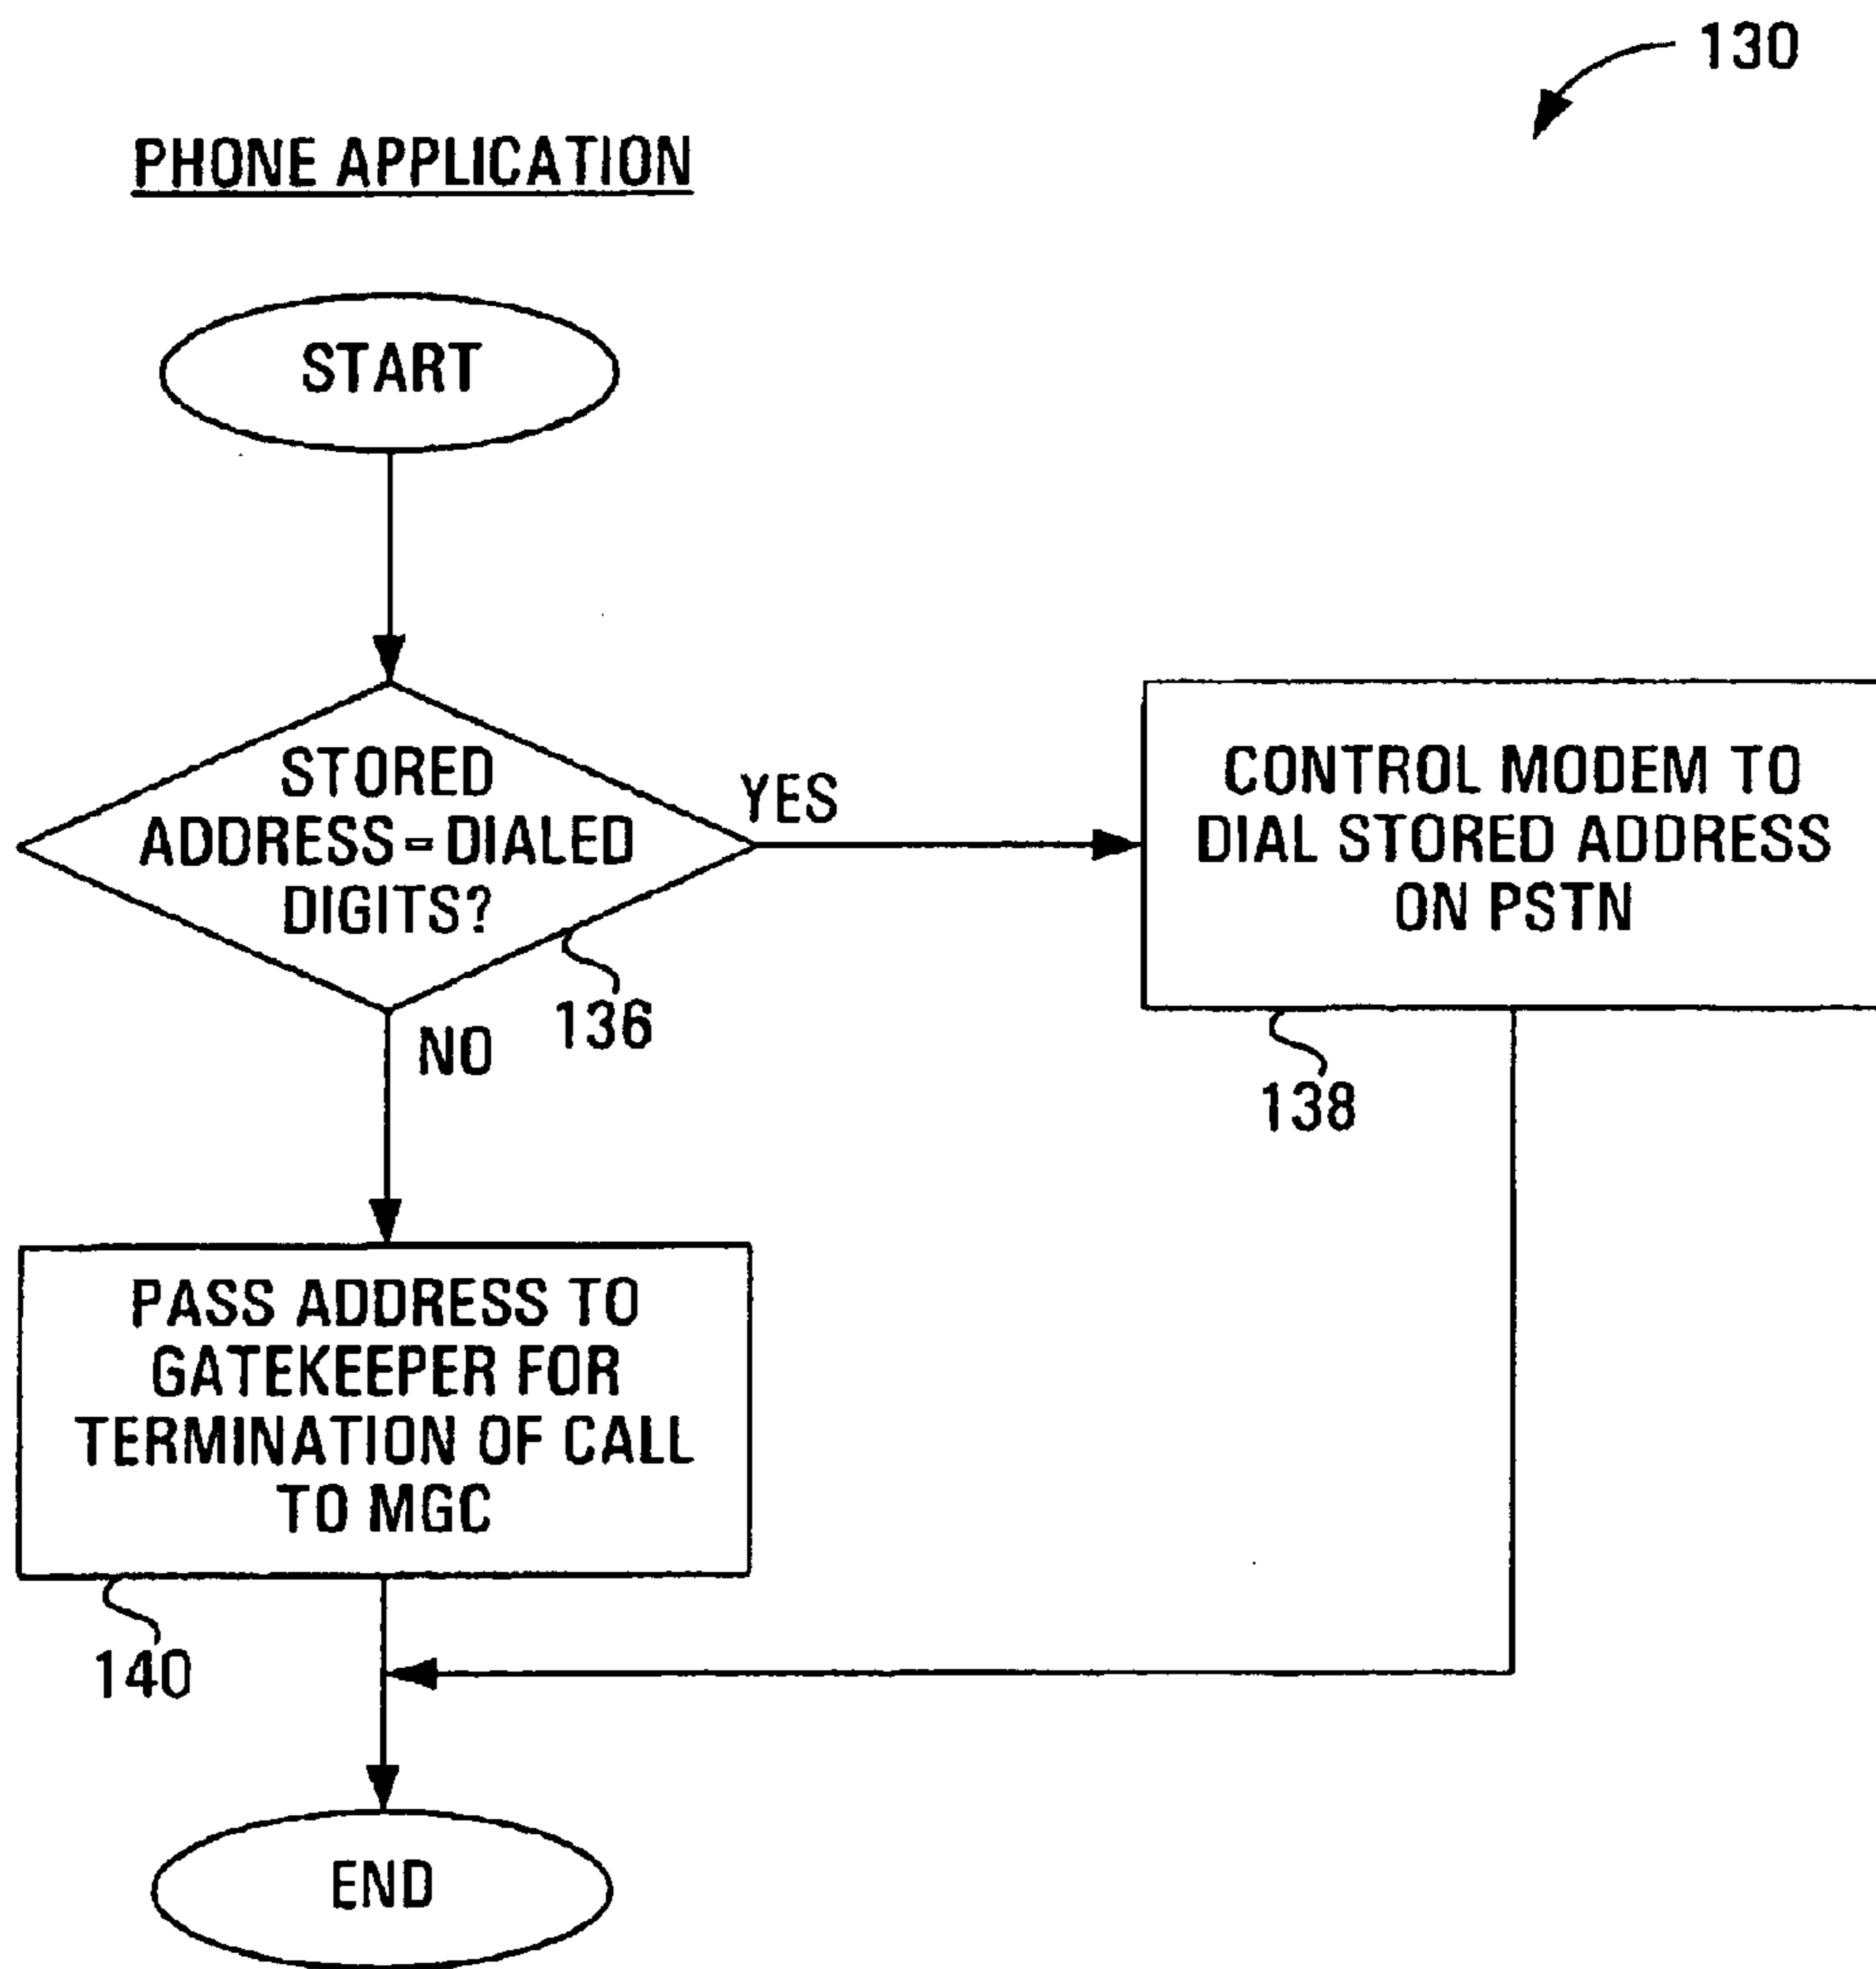 130
PHONE APPLICATION
START
STORED
ADDRESS = DIALED
DIGITS?
YES
136
NO
CONTROL MODEM TO
DIAL STORED ADDRESS
ON PSTN
138
PASS ADDRESS TO
GATEKEEPER FOR
TERMINATION OF CALL
TO MGC
140
END